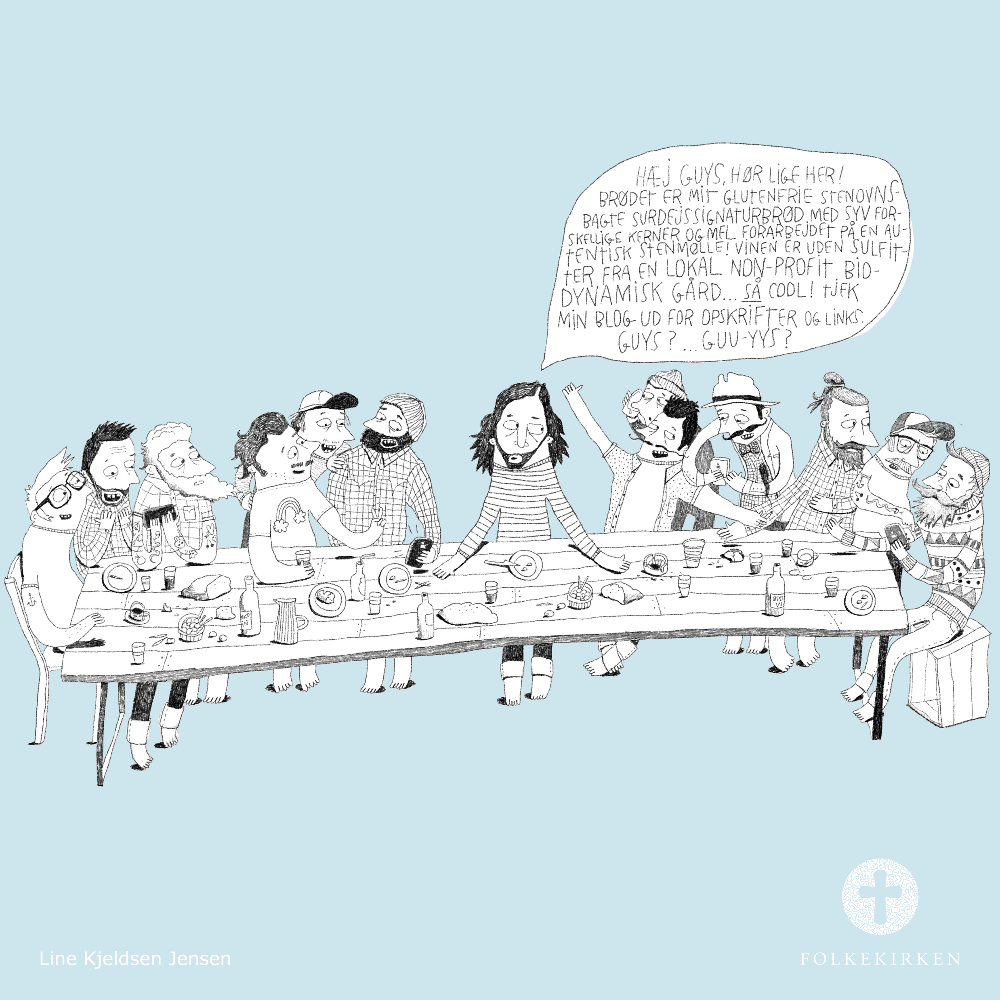 HÆJ GUYS, HØR LIGE HER!
BRØDET ER MIT GLUTENFRIE STENOVNS-
BAGTE SURDEJSSIGNATURBRØD MED SYV FOR-
SKELLIGE KERNER OG MEL FORARBEJDET PÅ EN AU-
TENTISK STENMØLLE! VINEN ER UDEN SULFIT-
TER FRA EN LOKAL NON-PROFIT BIO-
DYNAMISK GÅRD... SÅ COOL! TJEK
MIN BLOG UD FOR OPSKRIFTER OG LINKS.
GUYS? ... GUU-YYS?
ØKO
VI
Line Kjeldsen Jensen
FOLKEKIRKEN